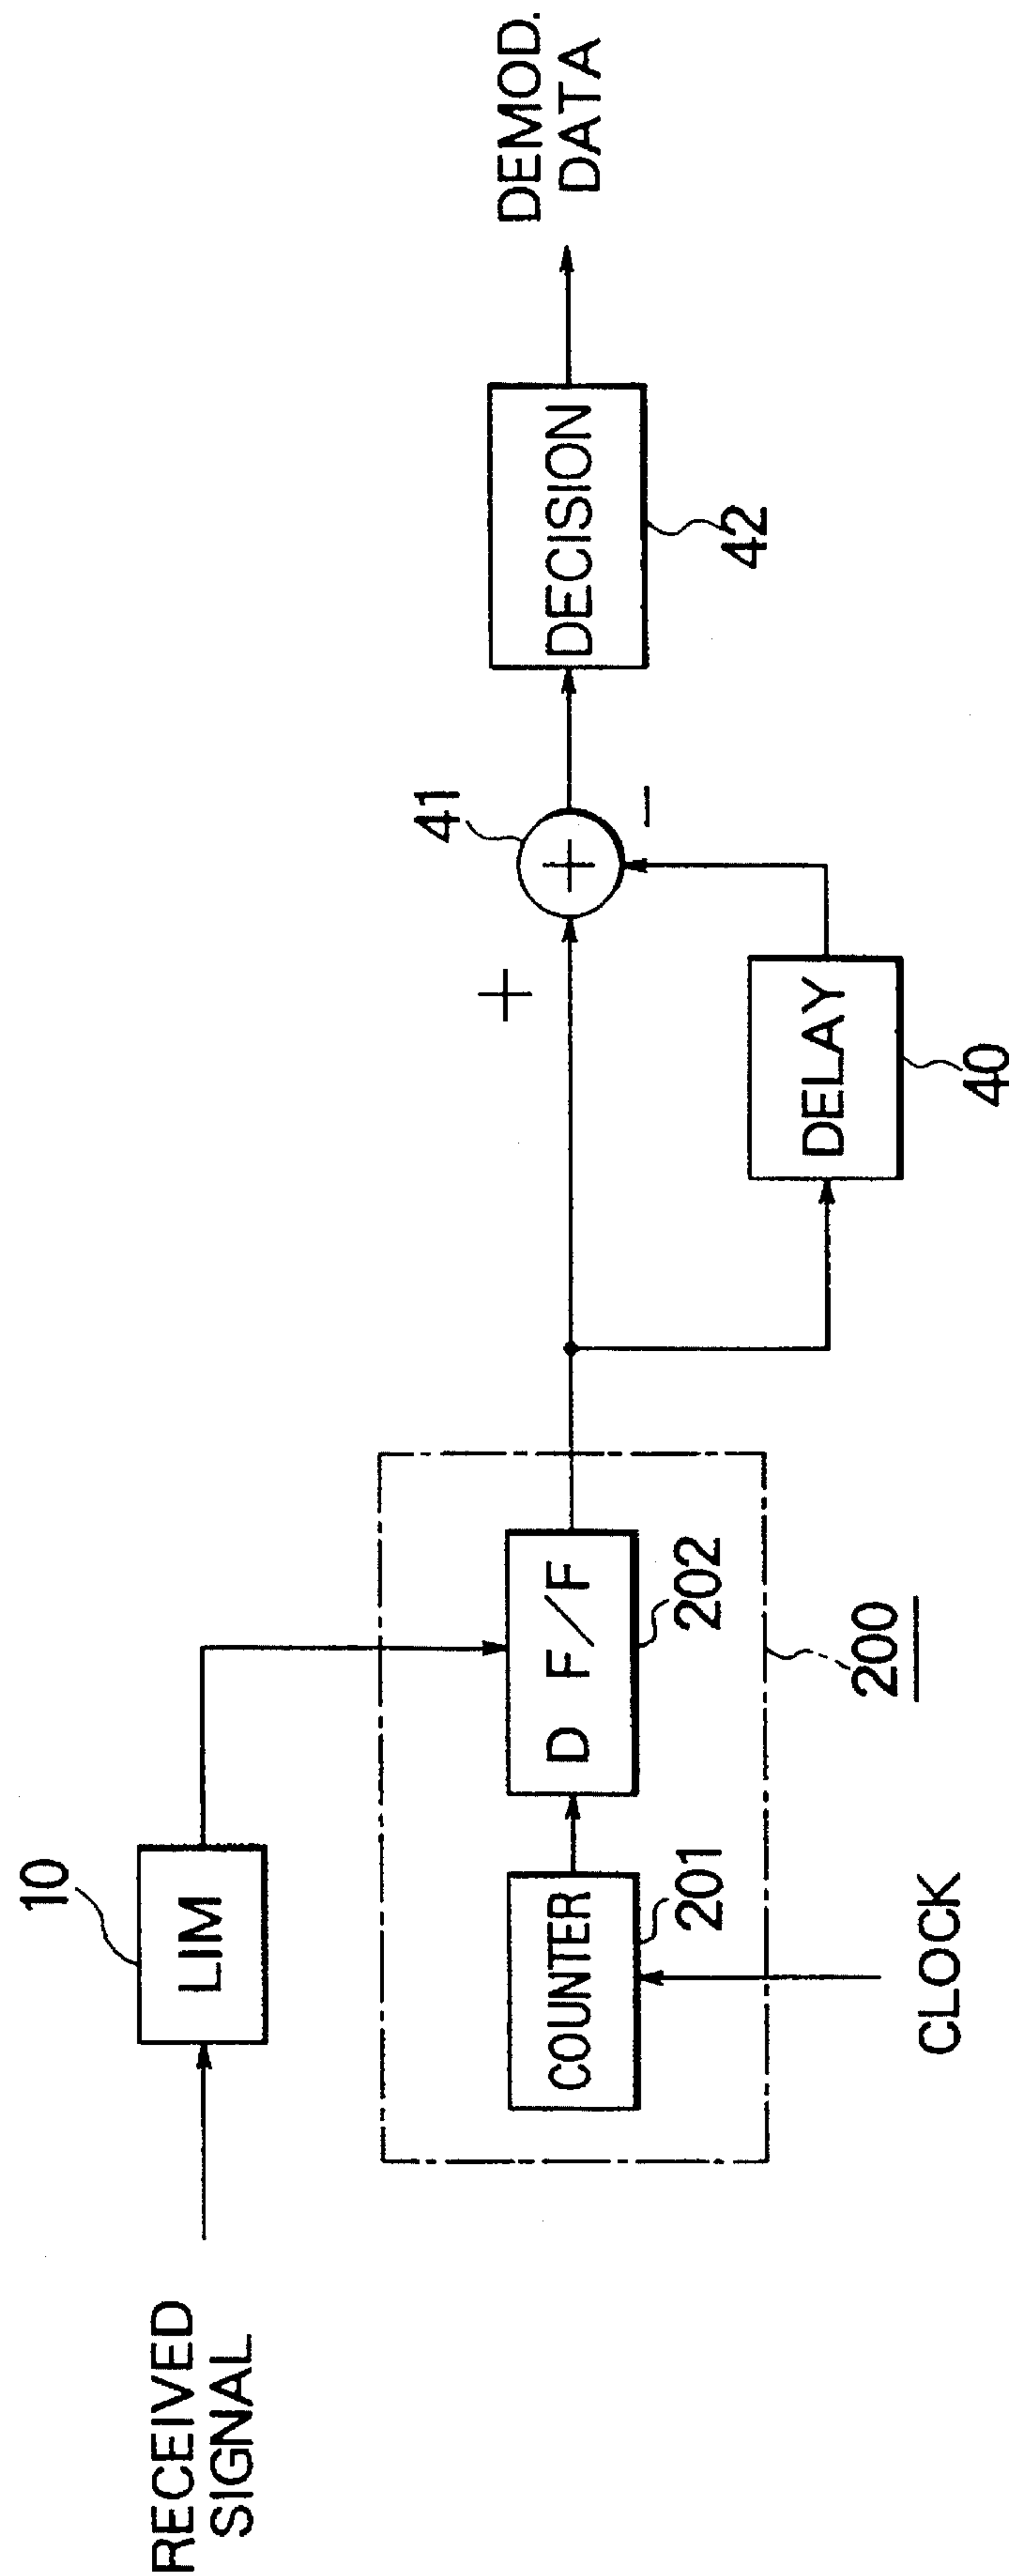 RECEIVED
SIGNAL
10
LIM
COUNTER
201
CLOCK
D F/F
202
200
DELAY
40
+
41
+
−
DECISION
42
DEMOD.
DATA